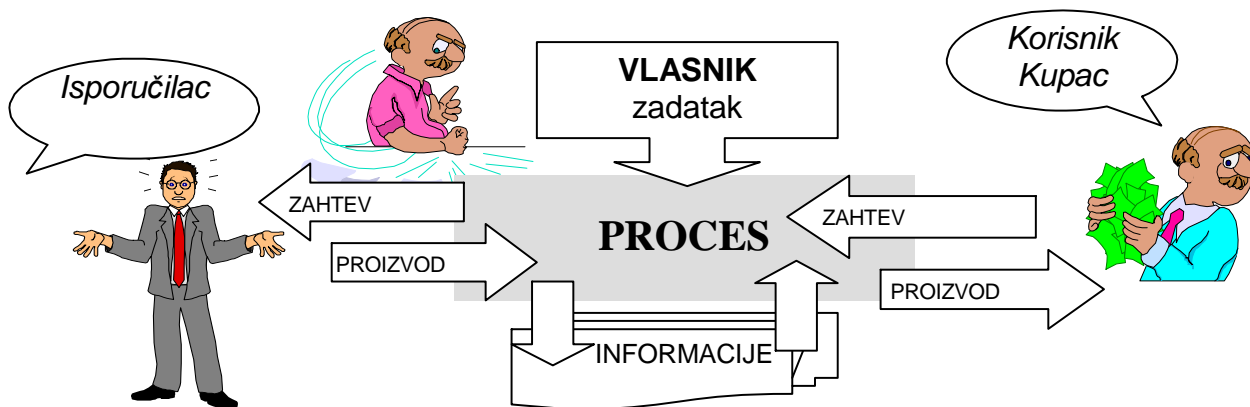 Isporučilac
VLASNIK
zadatak
Korisnik
Kupac
ZAHTEV
PROIZVOD
PROCES
ZAHTEV
PROIZVOD
INFORMACIJE